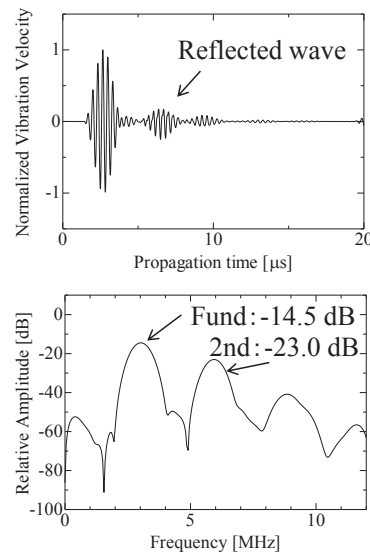 Normalized Vibration Velocity
1
0
-1
Reflected wave
0
10
20
Propagation time [µs]
Relative Amplitude [dB]
0
-20
-40
-60
-80
-100
Fund:-14.5 dB
2nd:-23.0 dB
0
5
10
Frequency [MHz]